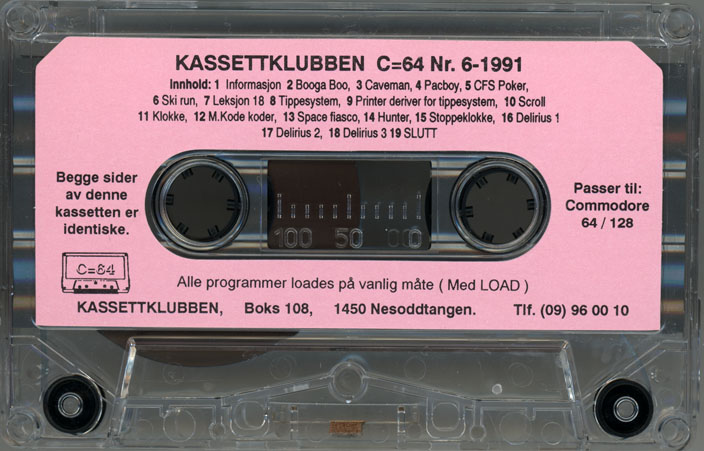 KASSETTKLUBBEN C=64 Nr. 6-1991
Innhold: 1 Informasjon 2 Booga Boo, 3 Caveman, 4 Pacboy, 5 CFS Poker,
6 Ski run, 7 Leksjon 18 8 Tippesystem, 9 Printer deriver for tippesystem, 10 Scroll
11 Klokke, 12 M.Kode koder, 13 Space fiasco, 14 Hunter, 15 Stoppeklokke, 16 Delirius 1
17 Delirius 2, 18 Delirius 3 19 SLUTT
Begge sider
av denne
kassetten er
identiske.
100 50 0
Passer til:
Commodore
64 / 128
C=64
Alle programmer loades på vanlig måte ( Med LOAD )
KASSETTKLUBBEN, Boks 108, 1450 Nesoddtangen. Tlf. (09) 96 00 10